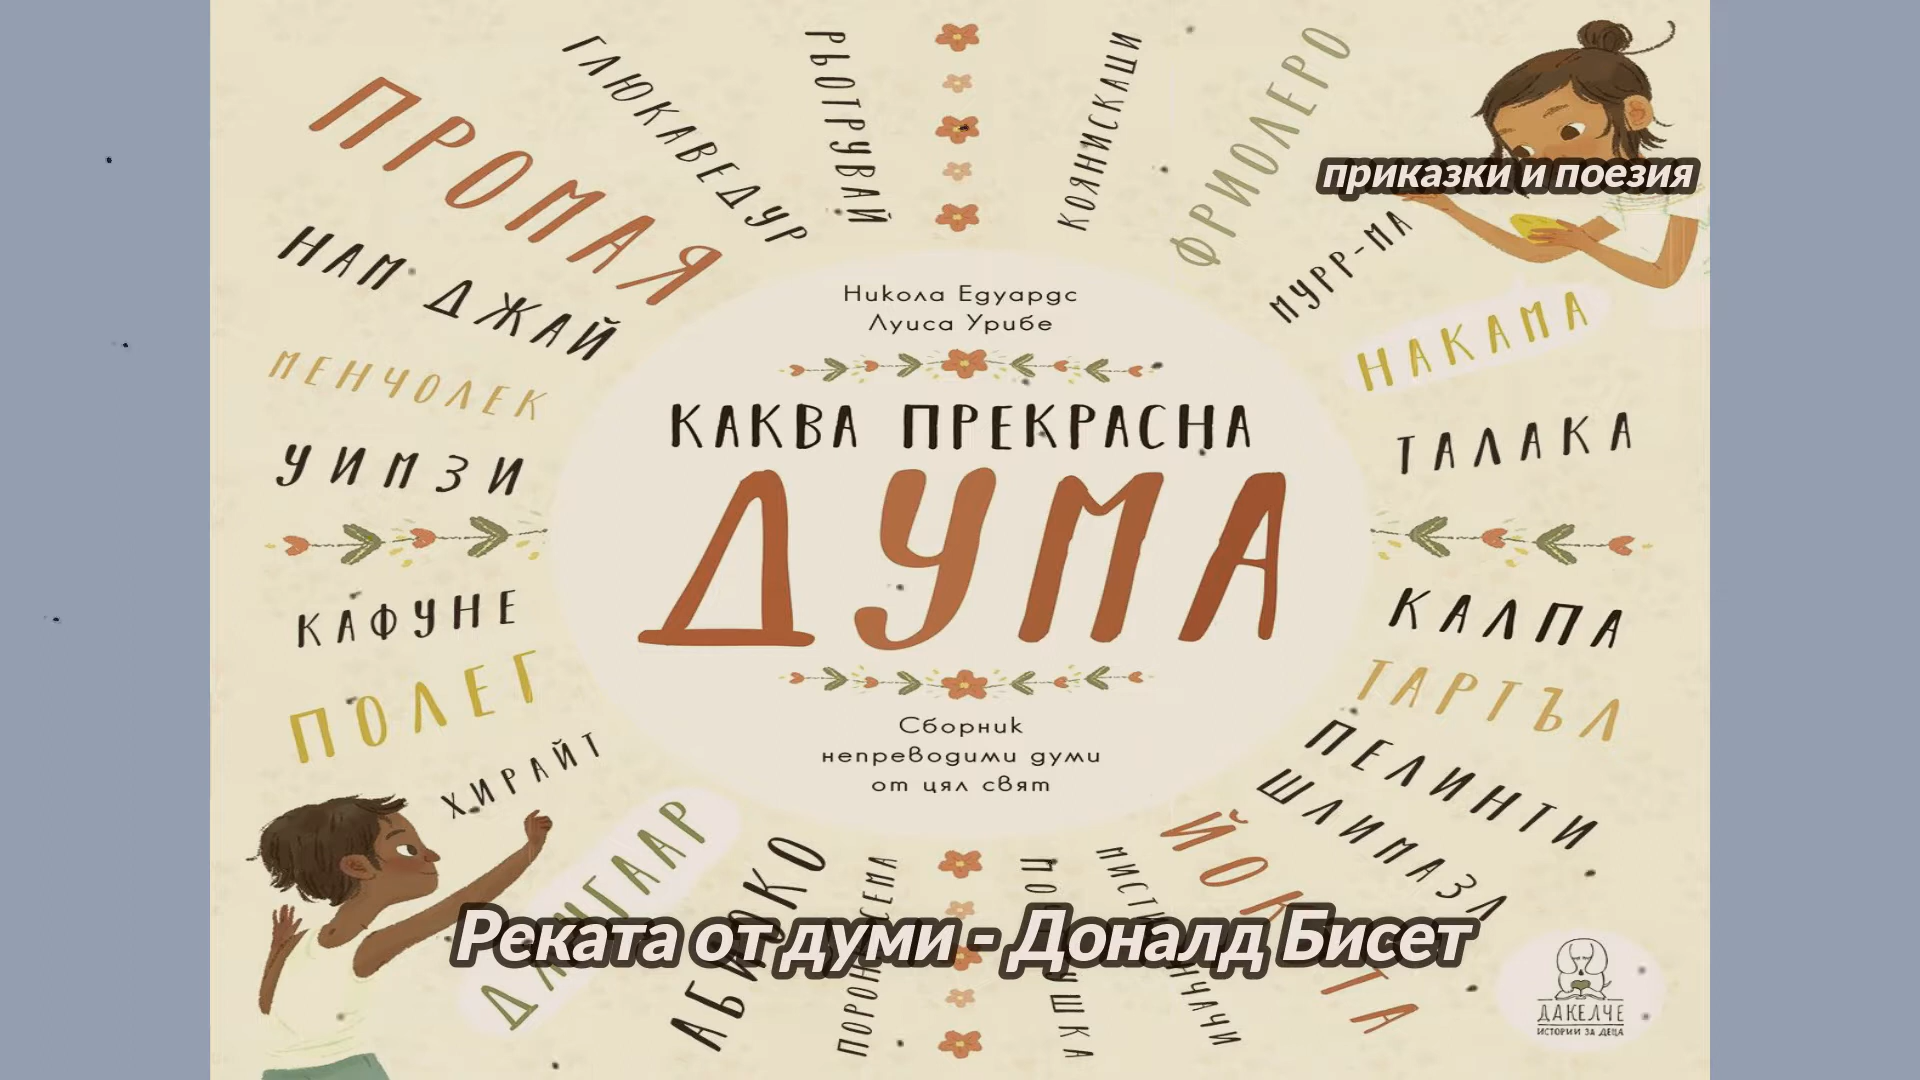 ПРОМАЯ
ГЛЮКАВЕДУР
РЬОТРУВАЙ
КОЯНИСКАЦИ
ФРИОЛЕРО
приказки и поезия
МУРР-МА
НАМ ДЖАЙ
НАКАМА
МЕНЧОЛЕК
ТАЛАКА
УИМЗИ
Никола Едуардс
Луиса Урибе
КАКВА ПРЕКРАСНА
ДУМА
Сборник
непреводими думи
от цял свят
КАФУНЕ
КАЛПА
ПОЛЕГ
ТАРТЪЛ
ХИРАЙТ
ПЕЛИНТИ
ШЛИМАЗЛ
АБИОКО
Реката от думи - Доналд Бисет
ДАКЕЛЧЕ
ИСТОРИИ ЗА ДЕЦА